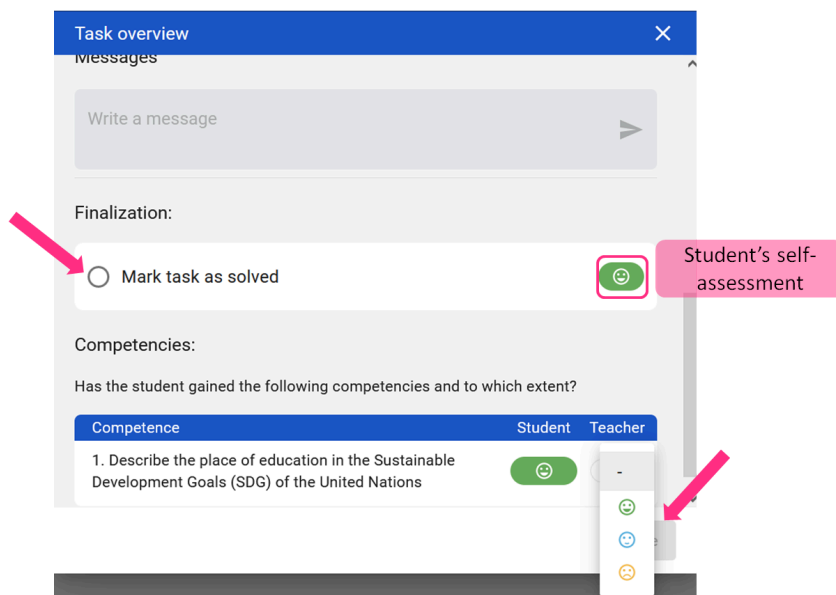 Task overview
Messages
Write a message
Finalization:
Mark task as solved
Student's self-
assessment
Competencies:
Has the student gained the following competencies and to which extent?
Competence Student Teacher
1. Describe the place of education in the Sustainable
Development Goals (SDG) of the United Nations
-